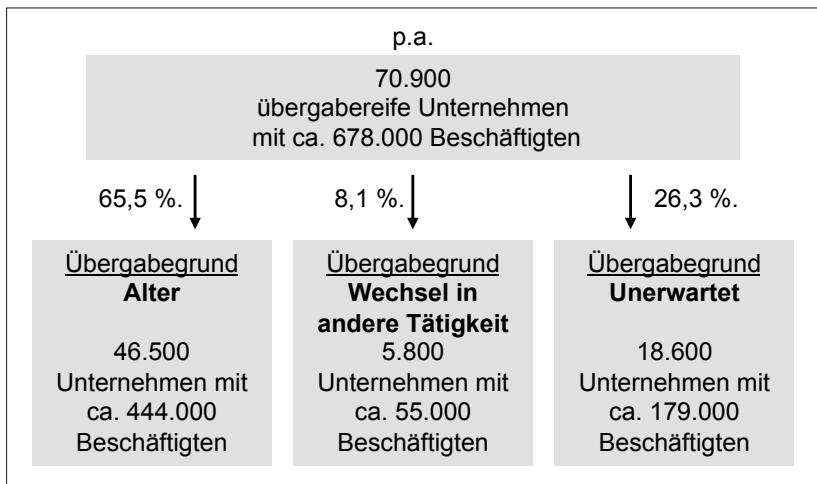 p.a.
70.900
übergabereife Unternehmen
mit ca. 678.000 Beschäftigten
65,5 %.
8,1 %.
26,3 %.
Übergabegrund
Alter
46.500
Unternehmen mit
ca. 444.000
Beschäftigten
Übergabegrund
Wechsel in
andere Tätigkeit
5.800
Unternehmen mit
ca. 55.000
Beschäftigten
Übergabegrund
Unerwartet
18.600
Unternehmen mit
ca. 179.000
Beschäftigten